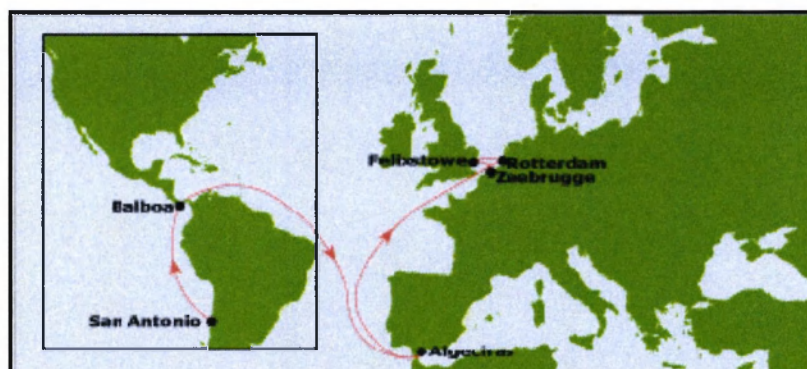 Felixstowe
Rotterdam
Zeebrugge
Balboa
San Antonio
Algeciras